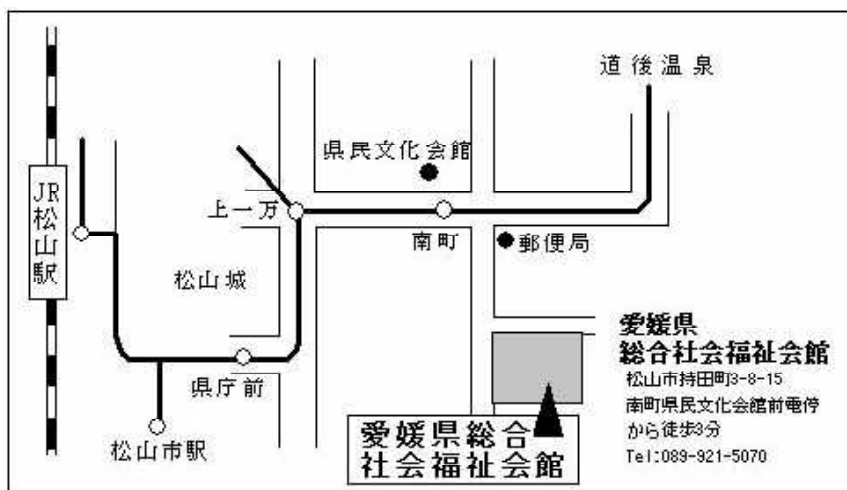 道後温泉
県民文化会館
JR松山駅
上一万
南町
郵便局
松山城
県庁前
松山市駅
愛媛県
総合社会福祉会館
松山市持田町3-8-15
南町県民文化会館前電停
から徒歩3分
Tel:089-921-5070
愛媛県総合
社会福祉会館